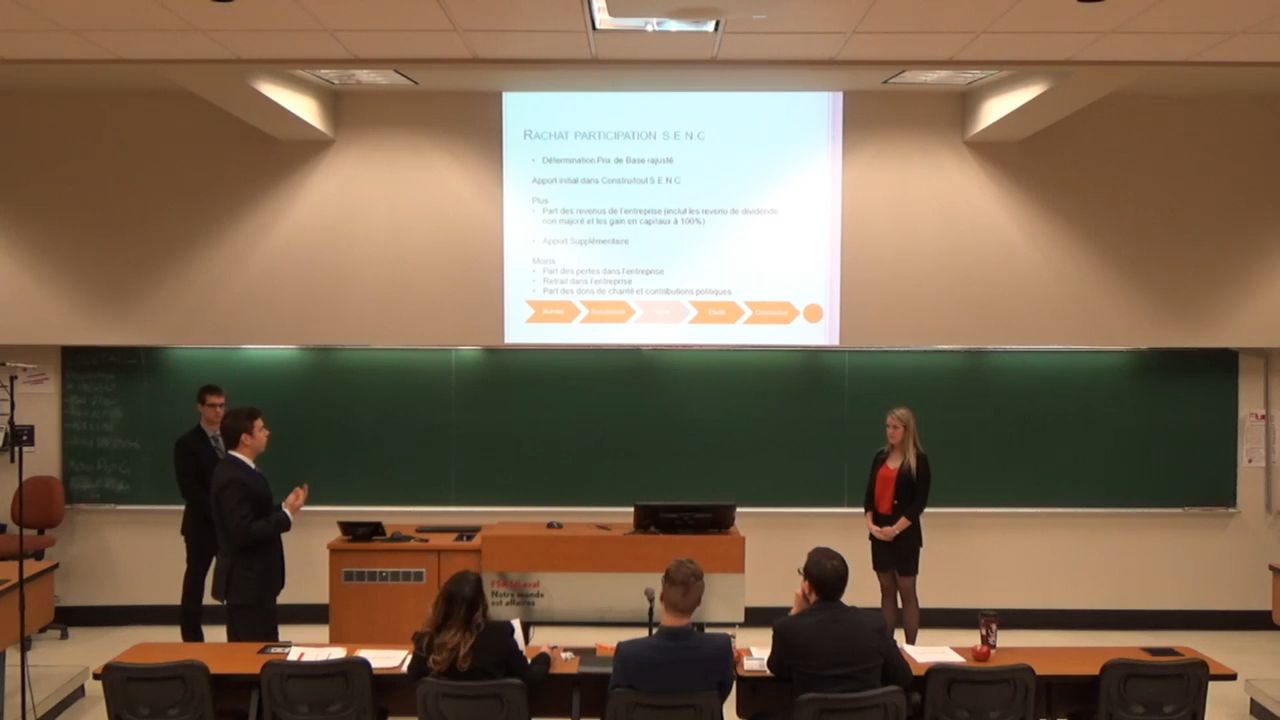 RACHAT PARTICIPATION S.E.N.C
• Détermination Prix de Base rajusté
Apport initial dans Construitout S.E.N.C
Plus
• Part des revenus de l'entreprise (inclut les revenu de dividende
non majoré et les gain en capitaux à 100%)
• Apport Supplémentaire
Moins
• Part des pertes dans l'entreprise
• Retrait dans l'entreprise
• Part des dons de charité et contributions politiques
FSA ULaval
Notre monde
est affaires